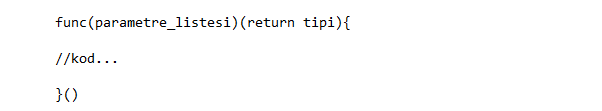 func(parametre_listesi)(return tipi){
//kod...
}()